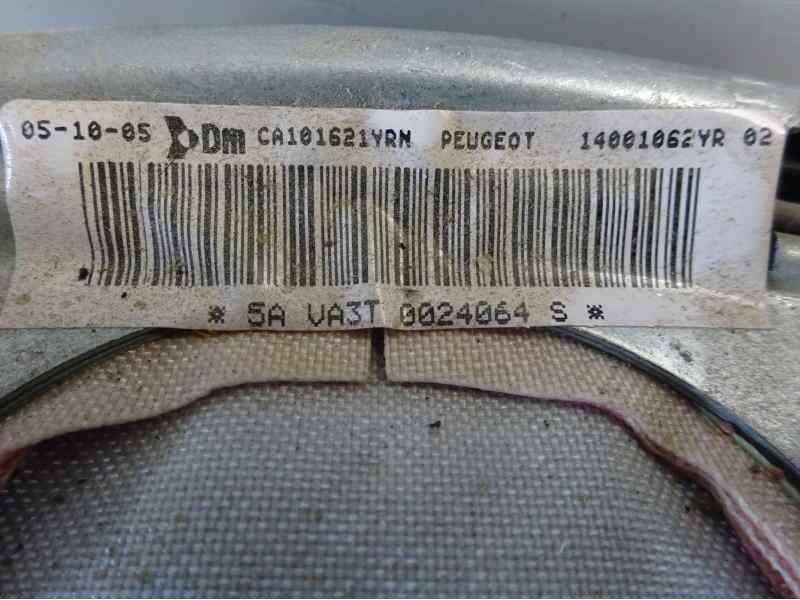 05-10-05 Dm CA101621YRN PEUGEOT 14001062YR 02
* 5A VA3T 0024064 S *